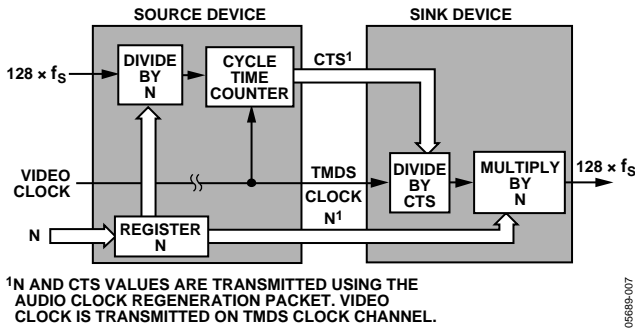 SOURCE DEVICE
SINK DEVICE
128 × fS
DIVIDE
BY
N
CYCLE
TIME
COUNTER
CTS1
VIDEO
CLOCK
TMDS
CLOCK
N1
DIVIDE
BY
CTS
MULTIPLY
BY
N
128 × fS
N
REGISTER
N
1N AND CTS VALUES ARE TRANSMITTED USING THE
AUDIO CLOCK REGENERATION PACKET. VIDEO
CLOCK IS TRANSMITTED ON TMDS CLOCK CHANNEL.
05689-007